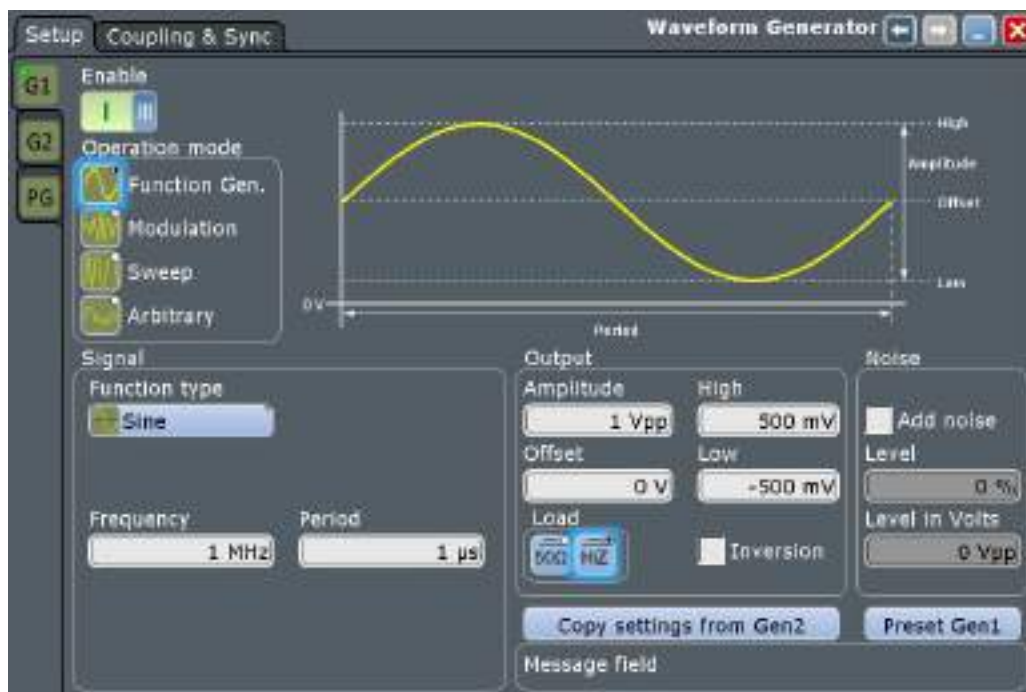 Setup
Coupling & Sync
Waveform Generator
G1
G2
PG
Enable
Operation mode
Function Gen.
Modulation
Sweep
Arbitrary
High
Amplitude
Offset
Low
0 V
Period
Signal
Function type
Sine
Frequency
Period
1 MHz
1 µs
Output
Amplitude
High
1 Vpp
500 mV
Offset
Low
0 V
-500 mV
Load
50Ω
HiZ
Inversion
Noise
Add noise
Level
0 %
Level in Volts
0 Vpp
Copy settings from Gen2
Preset Gen1
Message field